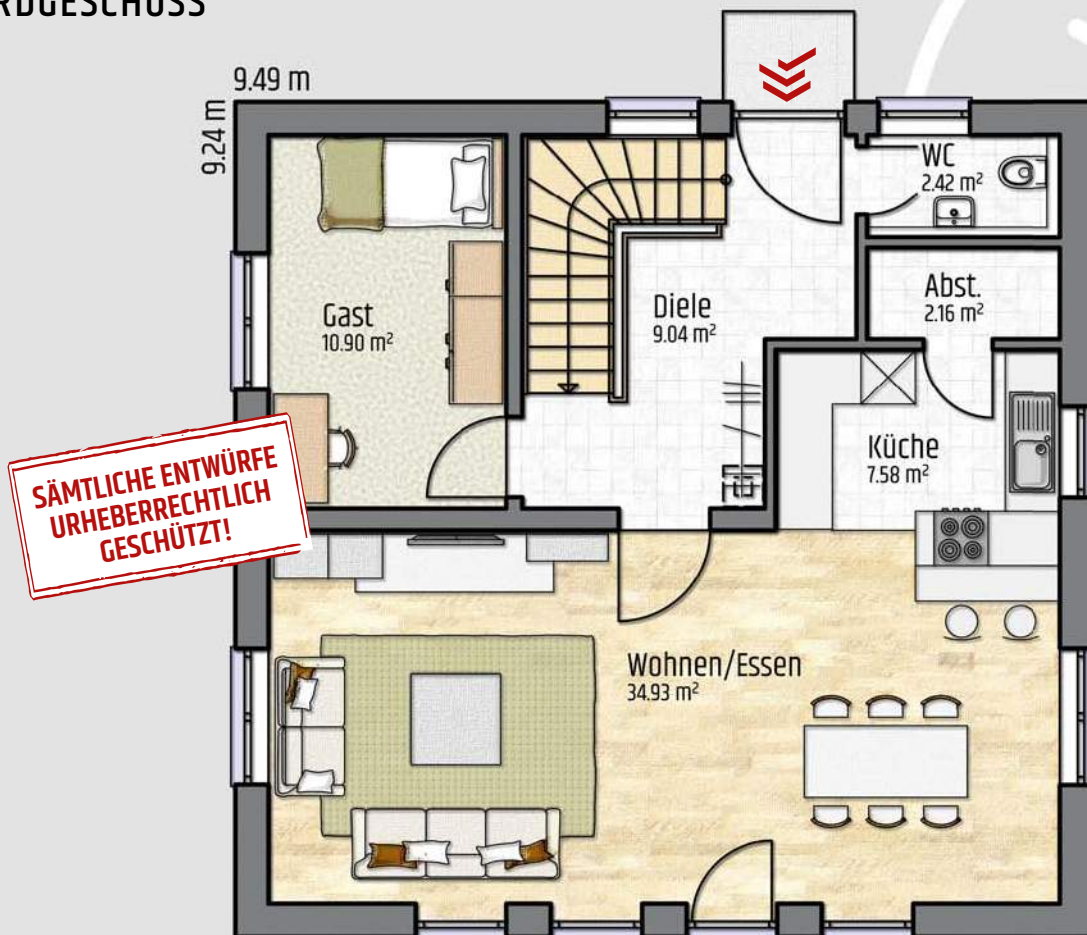 RDGESCHOSS
9.49 m
9.24 m
WC
2.42 m²
Abst.
2.16 m²
Gast
10.90 m²
Diele
9.04 m²
Küche
7.58 m²
SÄMTLICHE ENTWÜRFE
URHEBERRECHTLICH
GESCHÜTZT!
Wohnen/Essen
34.93 m²